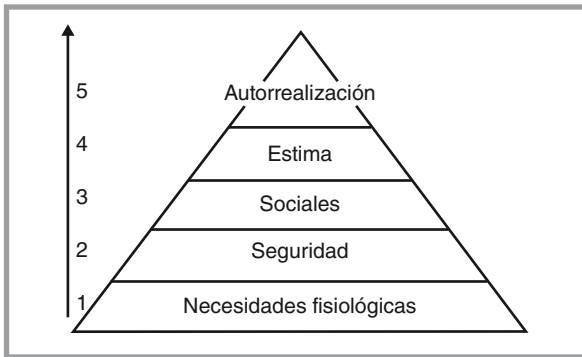 5
Autorrealización
4
Estima
3
Sociales
2
Seguridad
1
Necesidades fisiológicas